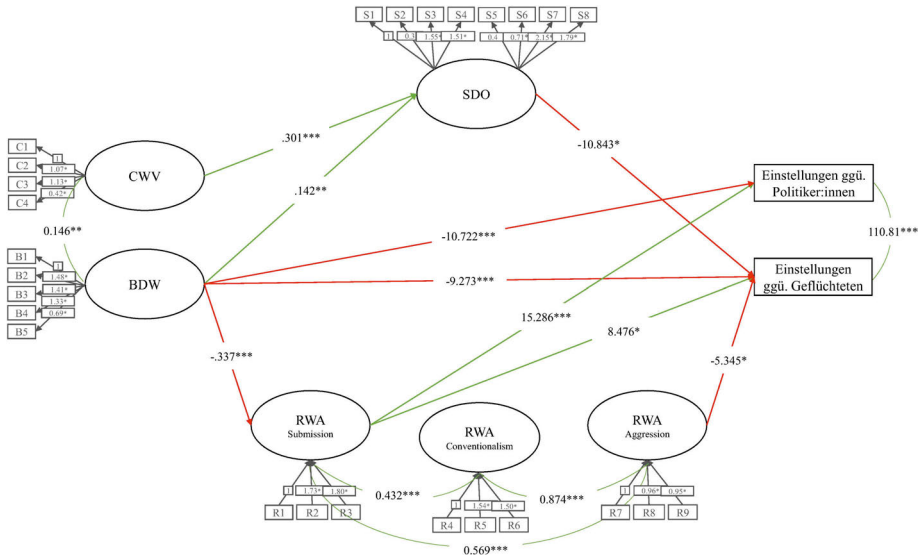 S1 S2 S3 S4 S5 S6 S7 S8
1 0.3 1.55* 1.51* 0.4 0.71* 2.15* 1.79*
SDO
C1
C2
C3
C4
1
1.07*
1.13*
0.42*
CWV
.301***
-10.843*
.142**
Einstellungen ggü.
Politiker:innen
0.146**
-10.722***
110.81***
B1
B2
B3
B4
B5
1
1.48*
1.41*
1.33*
0.69*
BDW
-9.273***
Einstellungen
ggü. Geflüchteten
15.286***
8.476*
-.337***
-5.345*
RWA
Submission
RWA
Conventionalism
RWA
Aggression
1 1.73* 1.80*
R1 R2 R3
0.432***
1 1.54* 1.50*
R4 R5 R6
0.874***
1 0.96* 0.95*
R7 R8 R9
0.569***